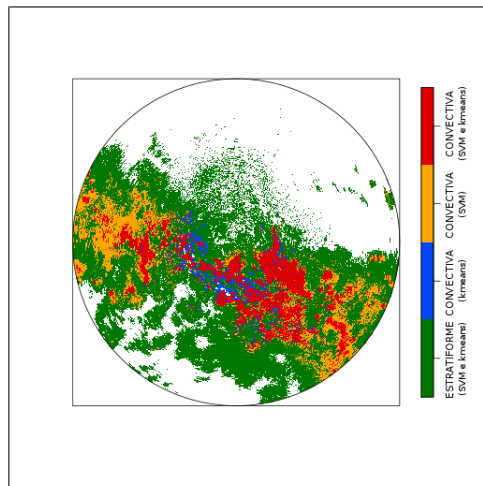 CONVECTIVA
(SVM e kmeans)
CONVECTIVA
(SVM)
CONVECTIVA
(kmeans)
ESTRATIFORME
(SVM e kmeans)